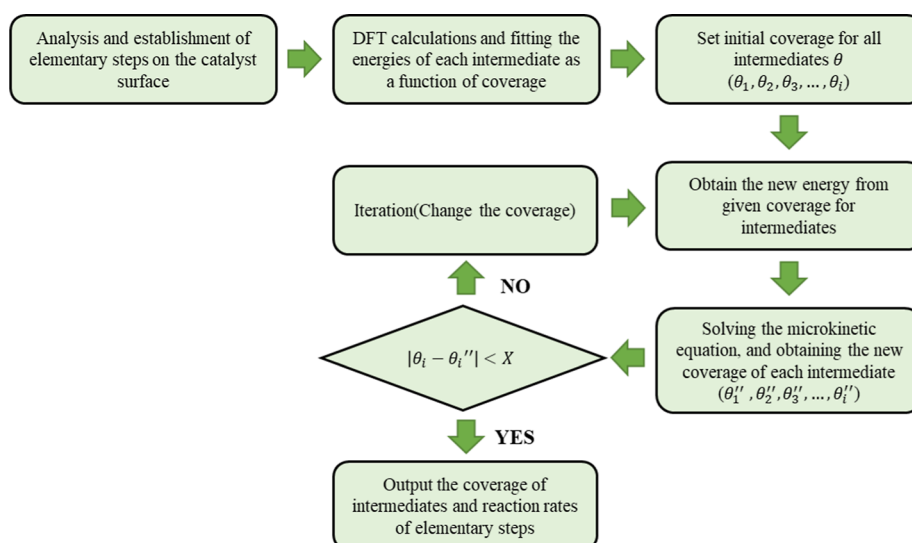 Analysis and establishment of
elementary steps on the catalyst
surface
DFT calculations and fitting the
energies of each intermediate as
a function of coverage
Set initial coverage for all
intermediates θ
(θ₁, θ₂, θ₃, … , θᵢ)
Iteration(Change the coverage)
Obtain the new energy from
given coverage for
intermediates
NO
|θᵢ − θᵢ′′| < X
Solving the microkinetic
equation, and obtaining the new
coverage of each intermediate
(θ₁′′ , θ₂′′, θ₃′′, … , θᵢ′′)
YES
Output the coverage of
intermediates and reaction rates
of elementary steps